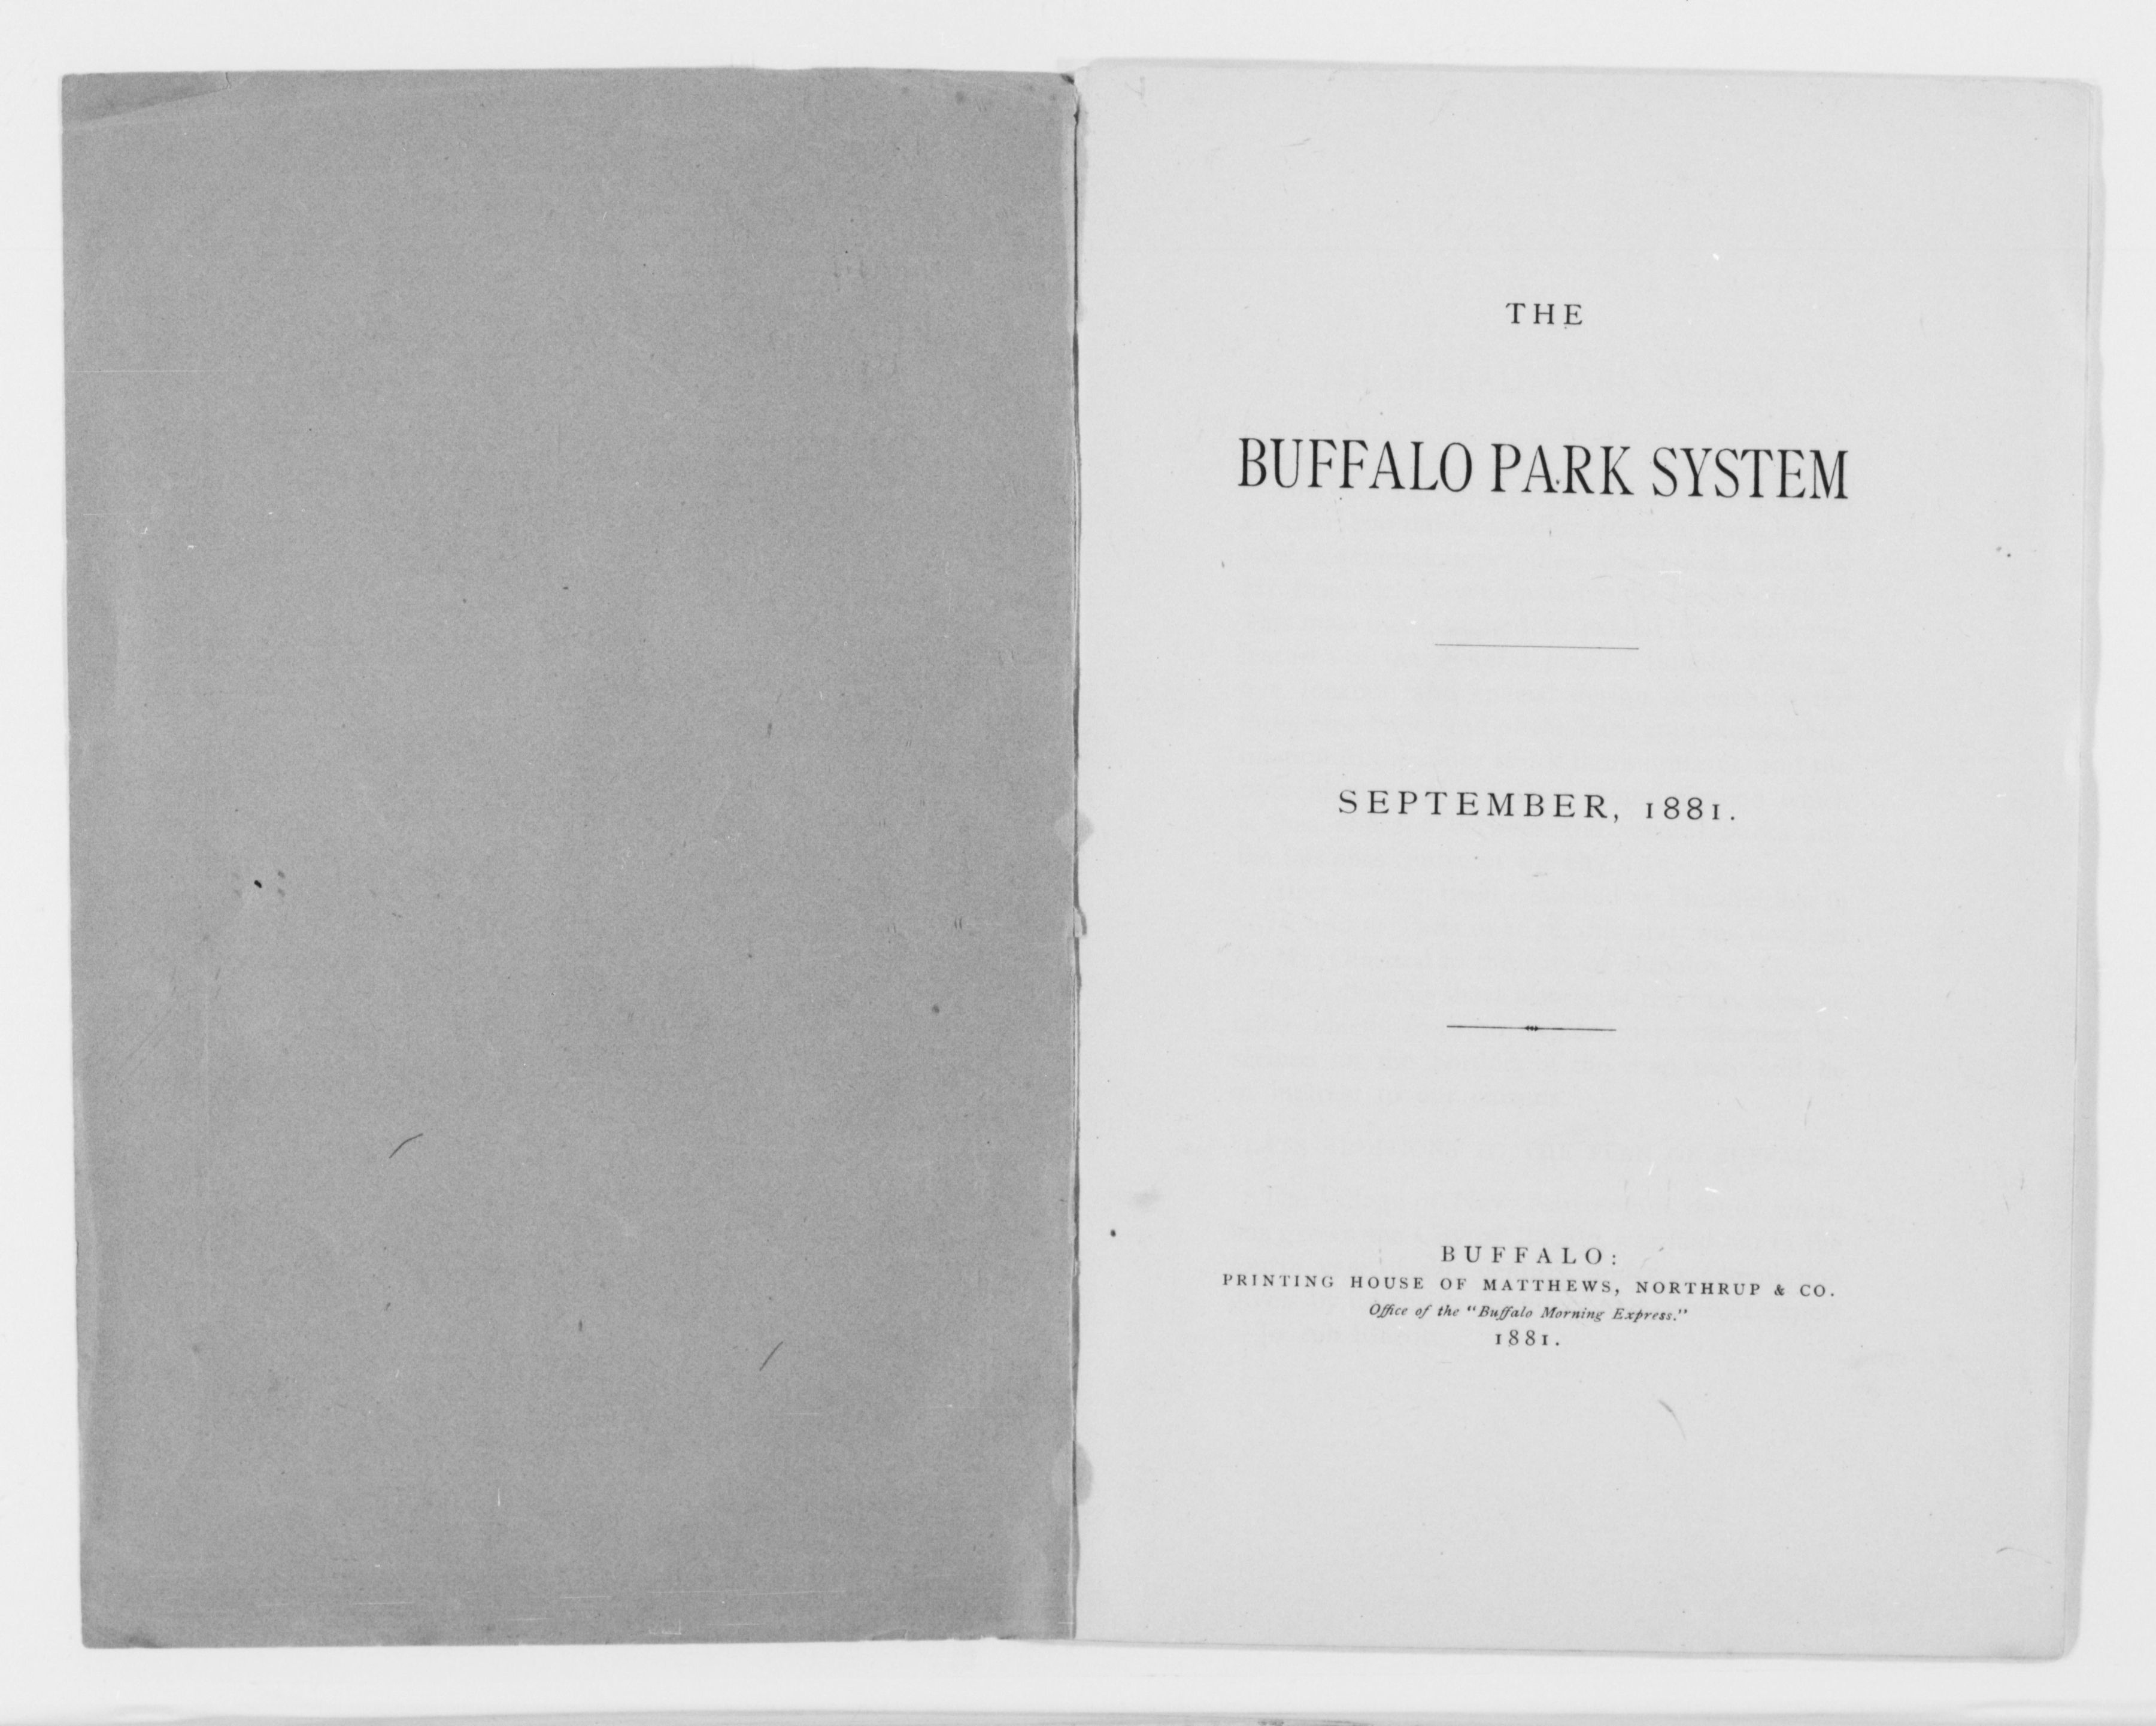 THE
BUFFALO PARK SYSTEM
SEPTEMBER, 1881.
BUFFALO:
PRINTING HOUSE OF MATTHEWS, NORTHRUP & CO.
Office of the "Buffalo Morning Express."
1881.